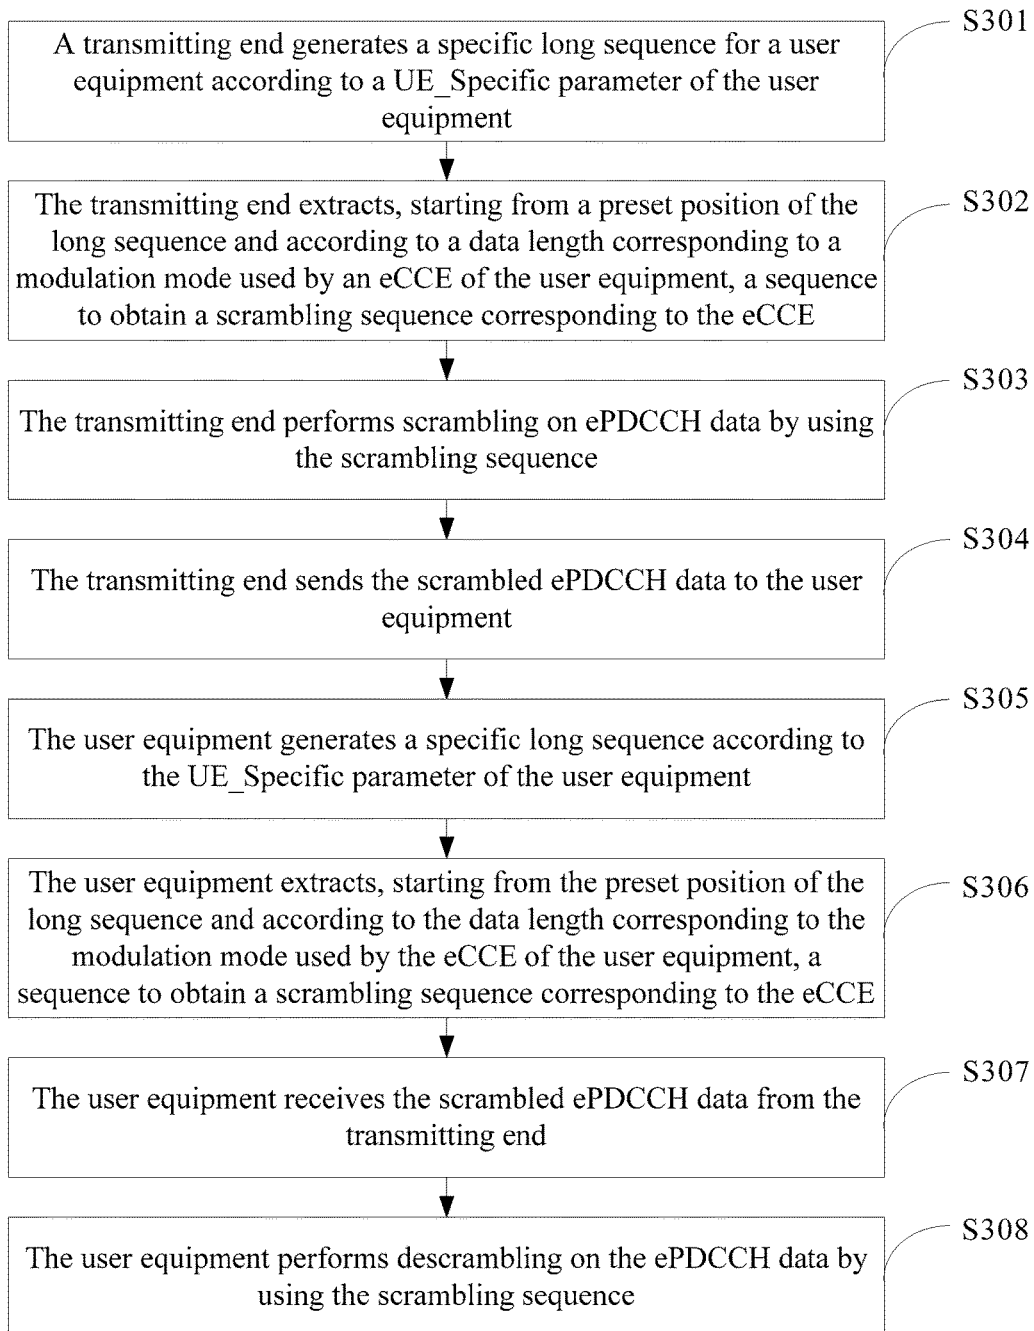 S301
A transmitting end generates a specific long sequence for a user
equipment according to a UE_Specific parameter of the user
equipment
S302
The transmitting end extracts, starting from a preset position of the
long sequence and according to a data length corresponding to a
modulation mode used by an eCCE of the user equipment, a sequence
to obtain a scrambling sequence corresponding to the eCCE
S303
The transmitting end performs scrambling on ePDCCH data by using
the scrambling sequence
S304
The transmitting end sends the scrambled ePDCCH data to the user
equipment
S305
The user equipment generates a specific long sequence according to
the UE_Specific parameter of the user equipment
S306
The user equipment extracts, starting from the preset position of the
long sequence and according to the data length corresponding to the
modulation mode used by the eCCE of the user equipment, a
sequence to obtain a scrambling sequence corresponding to the eCCE
S307
The user equipment receives the scrambled ePDCCH data from the
transmitting end
S308
The user equipment performs descrambling on the ePDCCH data by
using the scrambling sequence